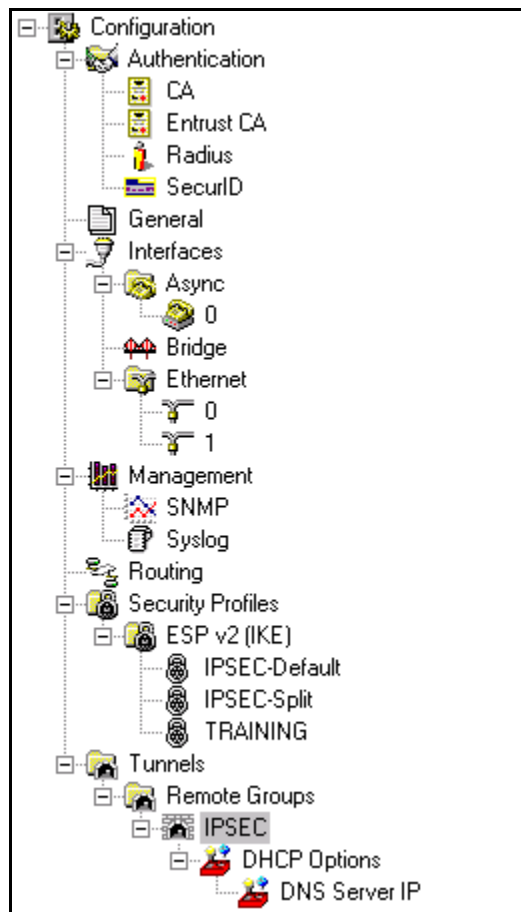 Configuration
Authentication
CA
Entrust CA
Radius
SecurID
General
Interfaces
Async
0
Bridge
Ethernet
0
1
Management
SNMP
Syslog
Routing
Security Profiles
ESP v2 (IKE)
IPSEC-Default
IPSEC-Split
TRAINING
Tunnels
Remote Groups
IPSEC
DHCP Options
DNS Server IP